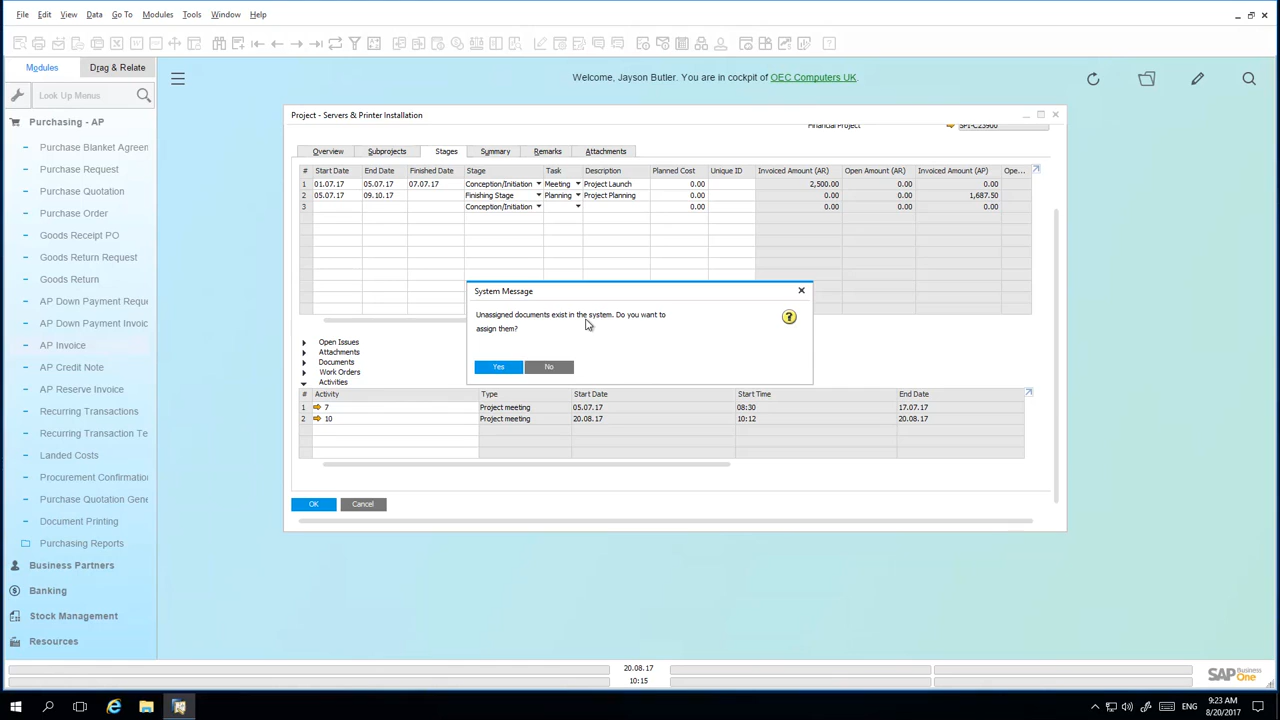 File Edit View Data Go To Modules Tools Window Help
Modules Drag & Relate
Welcome, Jayson Butler. You are in cockpit of OEC Computers UK.
Look Up Menus
Purchasing - AP
Purchase Blanket Agreen
Purchase Request
Purchase Quotation
Purchase Order
Goods Receipt PO
Goods Return Request
Goods Return
AP Down Payment Reque
AP Down Payment Invoic
AP Invoice
AP Credit Note
AP Reserve Invoice
Recurring Transactions
Recurring Transaction Te
Landed Costs
Procurement Confirmatio
Purchase Quotation Gene
Document Printing
Purchasing Reports
Business Partners
Banking
Stock Management
Resources
Project - Servers & Printer Installation
Financial Project
Overview Subprojects Stages Summary Remarks Attachments
# Start Date End Date Finished Date Stage Task Description Planned Cost Unique ID Invoiced Amount (AR) Open Amount (AR) Invoiced Amount (AP) Ope...
1 01.07.17 05.07.17 07.07.17 Conception/Initiation Meeting Project Launch 0.00 2,500.00 0.00 0.00
2 05.07.17 09.10.17 Finishing Stage Planning Project Planning 0.00 0.00 0.00 1,687.50
3 Conception/Initiation 0.00 0.00 0.00 0.00
System Message
Unassigned documents exist in the system. Do you want to
assign them?
?
Yes No
Open Issues
Attachments
Documents
Work Orders
Activities
# Activity Type Start Date Start Time End Date
1 7 Project meeting 05.07.17 08:30 17.07.17
2 10 Project meeting 20.08.17 10:12 20.08.17
OK Cancel
20.08.17
10:15
SAP Business One
ENG
9:23 AM
8/20/2017